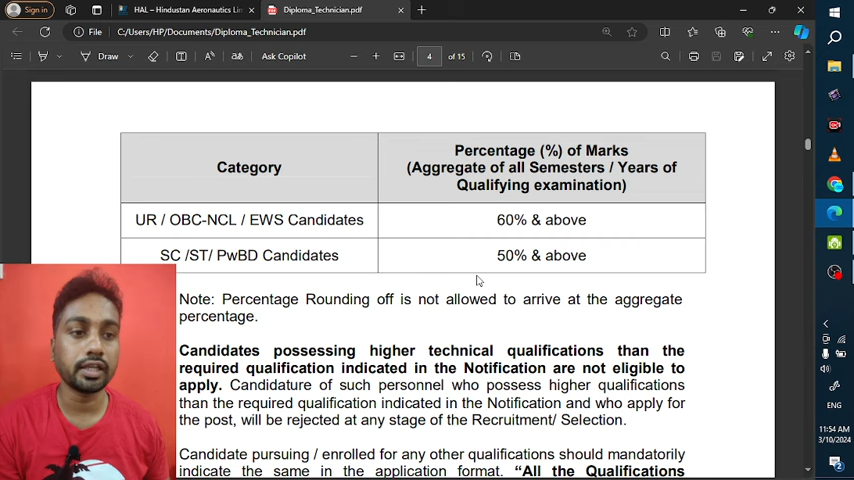 Sign in
HAL – Hindustan Aeronautics Li
Diploma_Technician.pdf
File
C:/Users/HP/Documents/Diploma_Technician.pdf
Draw
Ask Copilot
4
of 15
Category
Percentage (%) of Marks
(Aggregate of all Semesters / Years of
Qualifying examination)
UR / OBC-NCL / EWS Candidates
60% & above
SC /ST/ PwBD Candidates
50% & above
Note: Percentage Rounding off is not allowed to arrive at the aggregate
percentage.
Candidates possessing higher technical qualifications than the
required qualification indicated in the Notification are not eligible to
apply. Candidature of such personnel who possess higher qualifications
than the required qualification indicated in the Notification and who apply for
the post, will be rejected at any stage of the Recruitment/ Selection.
Candidate pursuing / enrolled for any other qualifications should mandatorily
indicate the same in the application format. “All the Qualifications
ENG
11:54 AM
3/10/2024